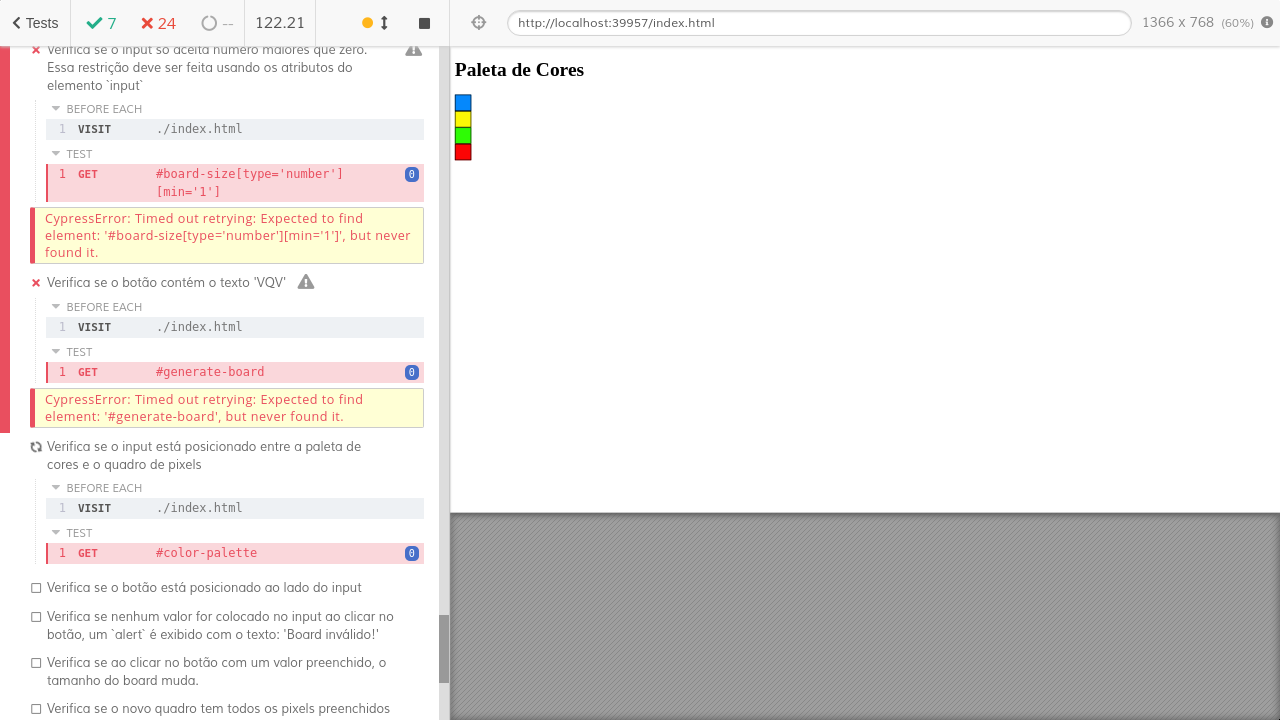 Tests
7
24
--
122.21
http://localhost:39957/index.html
1366 x 768 (60%)
Verifica se o input só aceita número maiores que zero.
Essa restrição deve ser feita usando os atributos do
elemento `input`
BEFORE EACH
1 VISIT ./index.html
TEST
1 GET #board-size[type='number']
[min='1']
0
CypressError: Timed out retrying: Expected to find
element: '#board-size[type='number'][min='1']', but never
found it.
Verifica se o botão contém o texto 'VQV'
BEFORE EACH
1 VISIT ./index.html
TEST
1 GET #generate-board 0
CypressError: Timed out retrying: Expected to find
element: '#generate-board', but never found it.
Verifica se o input está posicionado entre a paleta de
cores e o quadro de pixels
BEFORE EACH
1 VISIT ./index.html
TEST
1 GET #color-palette 0
Verifica se o botão está posicionado ao lado do input
Verifica se nenhum valor for colocado no input ao clicar no
botão, um `alert` é exibido com o texto: 'Board inválido!'
Verifica se ao clicar no botão com um valor preenchido, o
tamanho do board muda.
Verifica se o novo quadro tem todos os pixels preenchidos
Paleta de Cores